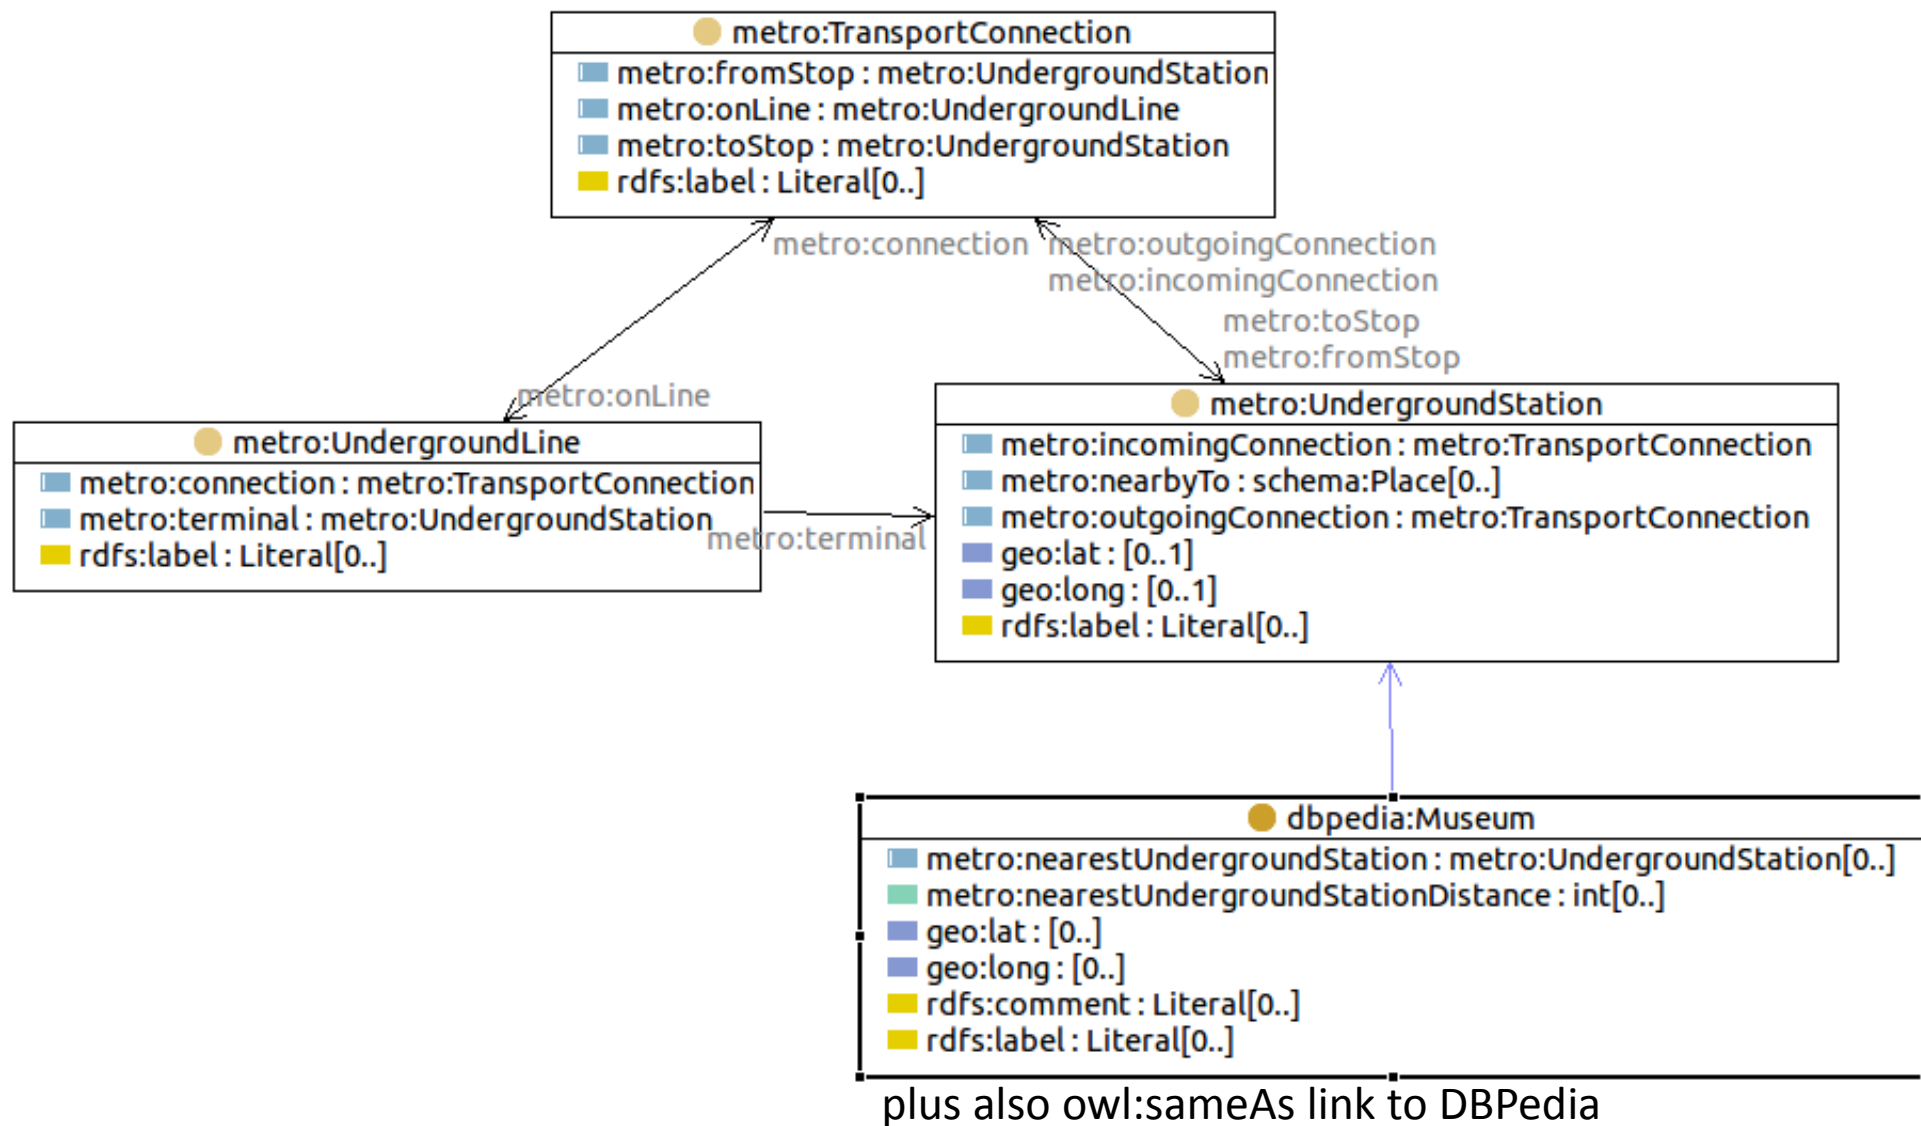 metro:TransportConnection
metro:fromStop : metro:UndergroundStation
metro:onLine : metro:UndergroundLine
metro:toStop : metro:UndergroundStation
rdfs:label : Literal[0..]
metro:connection
metro:outgoingConnection
metro:incomingConnection
metro:toStop
metro:fromStop
metro:onLine
metro:UndergroundLine
metro:connection : metro:TransportConnection
metro:terminal : metro:UndergroundStation
rdfs:label : Literal[0..]
metro:terminal
metro:UndergroundStation
metro:incomingConnection : metro:TransportConnection
metro:nearbyTo : schema:Place[0..]
metro:outgoingConnection : metro:TransportConnection
geo:lat : [0..1]
geo:long : [0..1]
rdfs:label : Literal[0..]
dbpedia:Museum
metro:nearestUndergroundStation : metro:UndergroundStation[0..]
metro:nearestUndergroundStationDistance : int[0..]
geo:lat : [0..]
geo:long : [0..]
rdfs:comment : Literal[0..]
rdfs:label : Literal[0..]
plus also owl:sameAs link to DBPedia